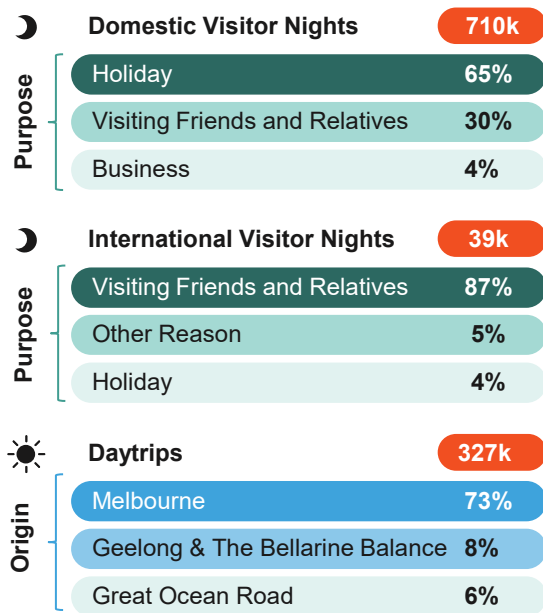 Domestic Visitor Nights 710k
Purpose
Holiday 65%
Visiting Friends and Relatives 30%
Business 4%
International Visitor Nights 39k
Purpose
Visiting Friends and Relatives 87%
Other Reason 5%
Holiday 4%
Daytrips 327k
Origin
Melbourne 73%
Geelong & The Bellarine Balance 8%
Great Ocean Road 6%